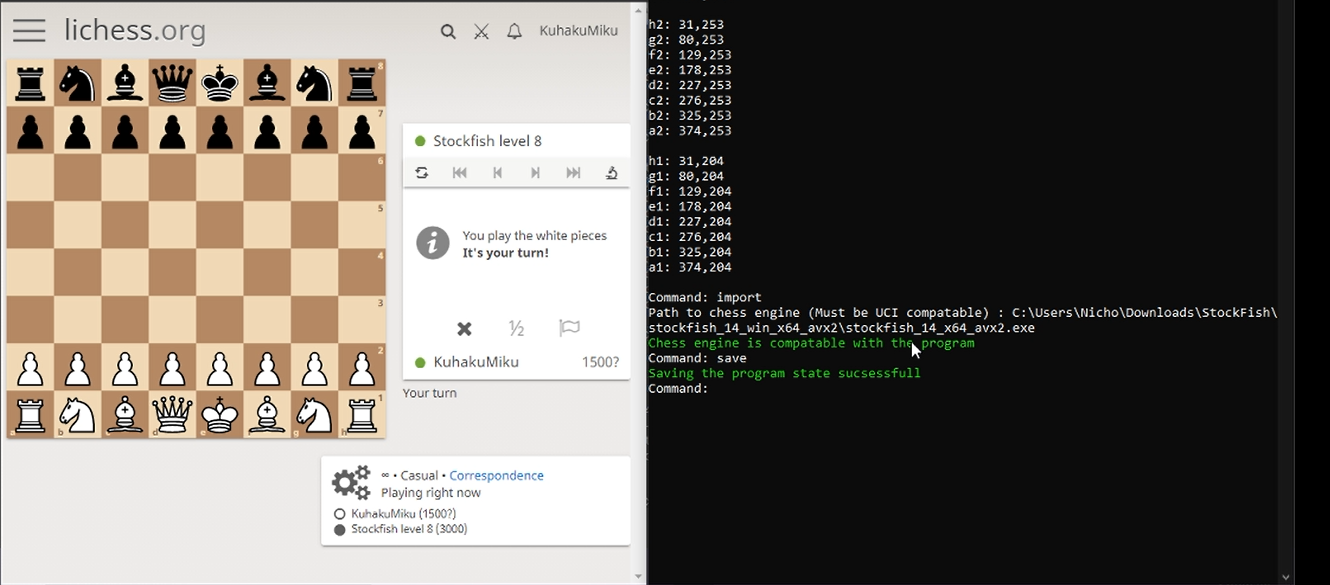 lichess.org
KuhakuMiku
8
7
6
5
4
3
2
1
a b c d e f g h
Stockfish level 8
You play the white pieces
It's your turn!
½
KuhakuMiku 1500?
Your turn
∞ • Casual • Correspondence
Playing right now
KuhakuMiku (1500?)
Stockfish level 8 (3000)
h2: 31,253
g2: 80,253
f2: 129,253
e2: 178,253
d2: 227,253
c2: 276,253
b2: 325,253
a2: 374,253
h1: 31,204
g1: 80,204
f1: 129,204
e1: 178,204
d1: 227,204
c1: 276,204
b1: 325,204
a1: 374,204
Command: import
Path to chess engine (Must be UCI compatable) : C:\Users\Nicho\Downloads\StockFish\
stockfish_14_win_x64_avx2\stockfish_14_x64_avx2.exe
Chess engine is compatable with the program
Command: save
Saving the program state sucsessfull
Command: